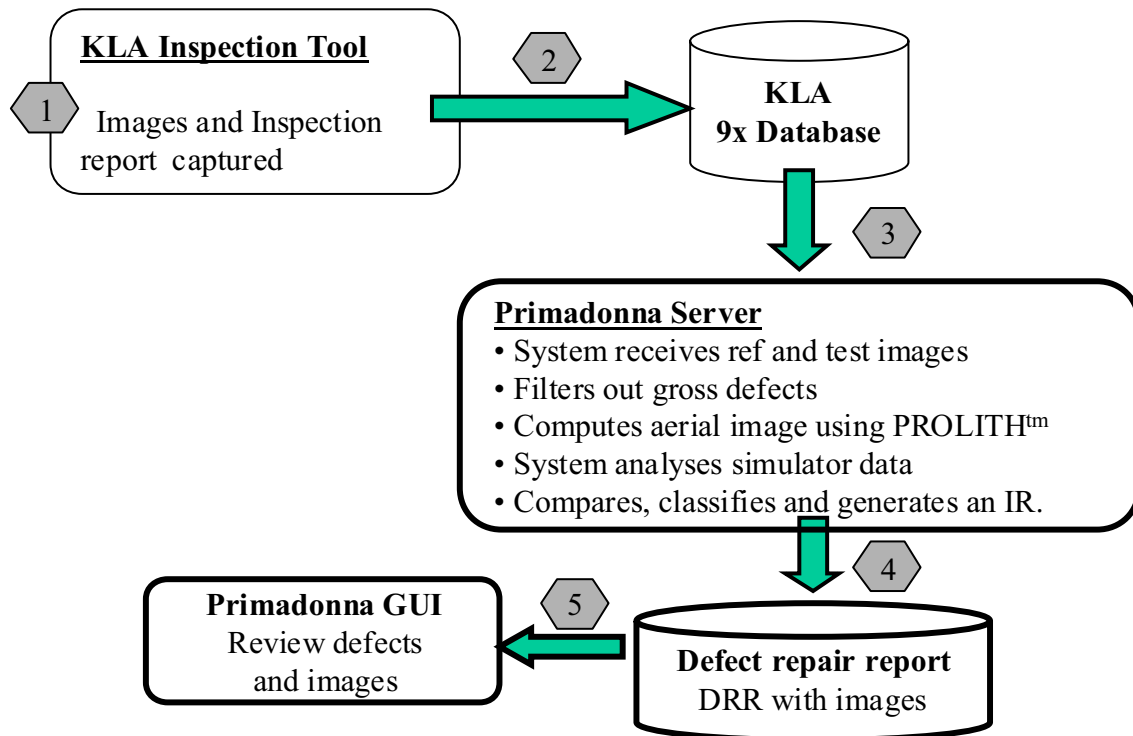 KLA Inspection Tool
1
Images and Inspection
report captured
2
KLA
9x Database
3
Primadonna Server
• System receives ref and test images
• Filters out gross defects
• Computes aerial image using PROLITH™
• System analyses simulator data
• Compares, classifies and generates an IR.
4
Defect repair report
DRR with images
5
Primadonna GUI
Review defects
and images